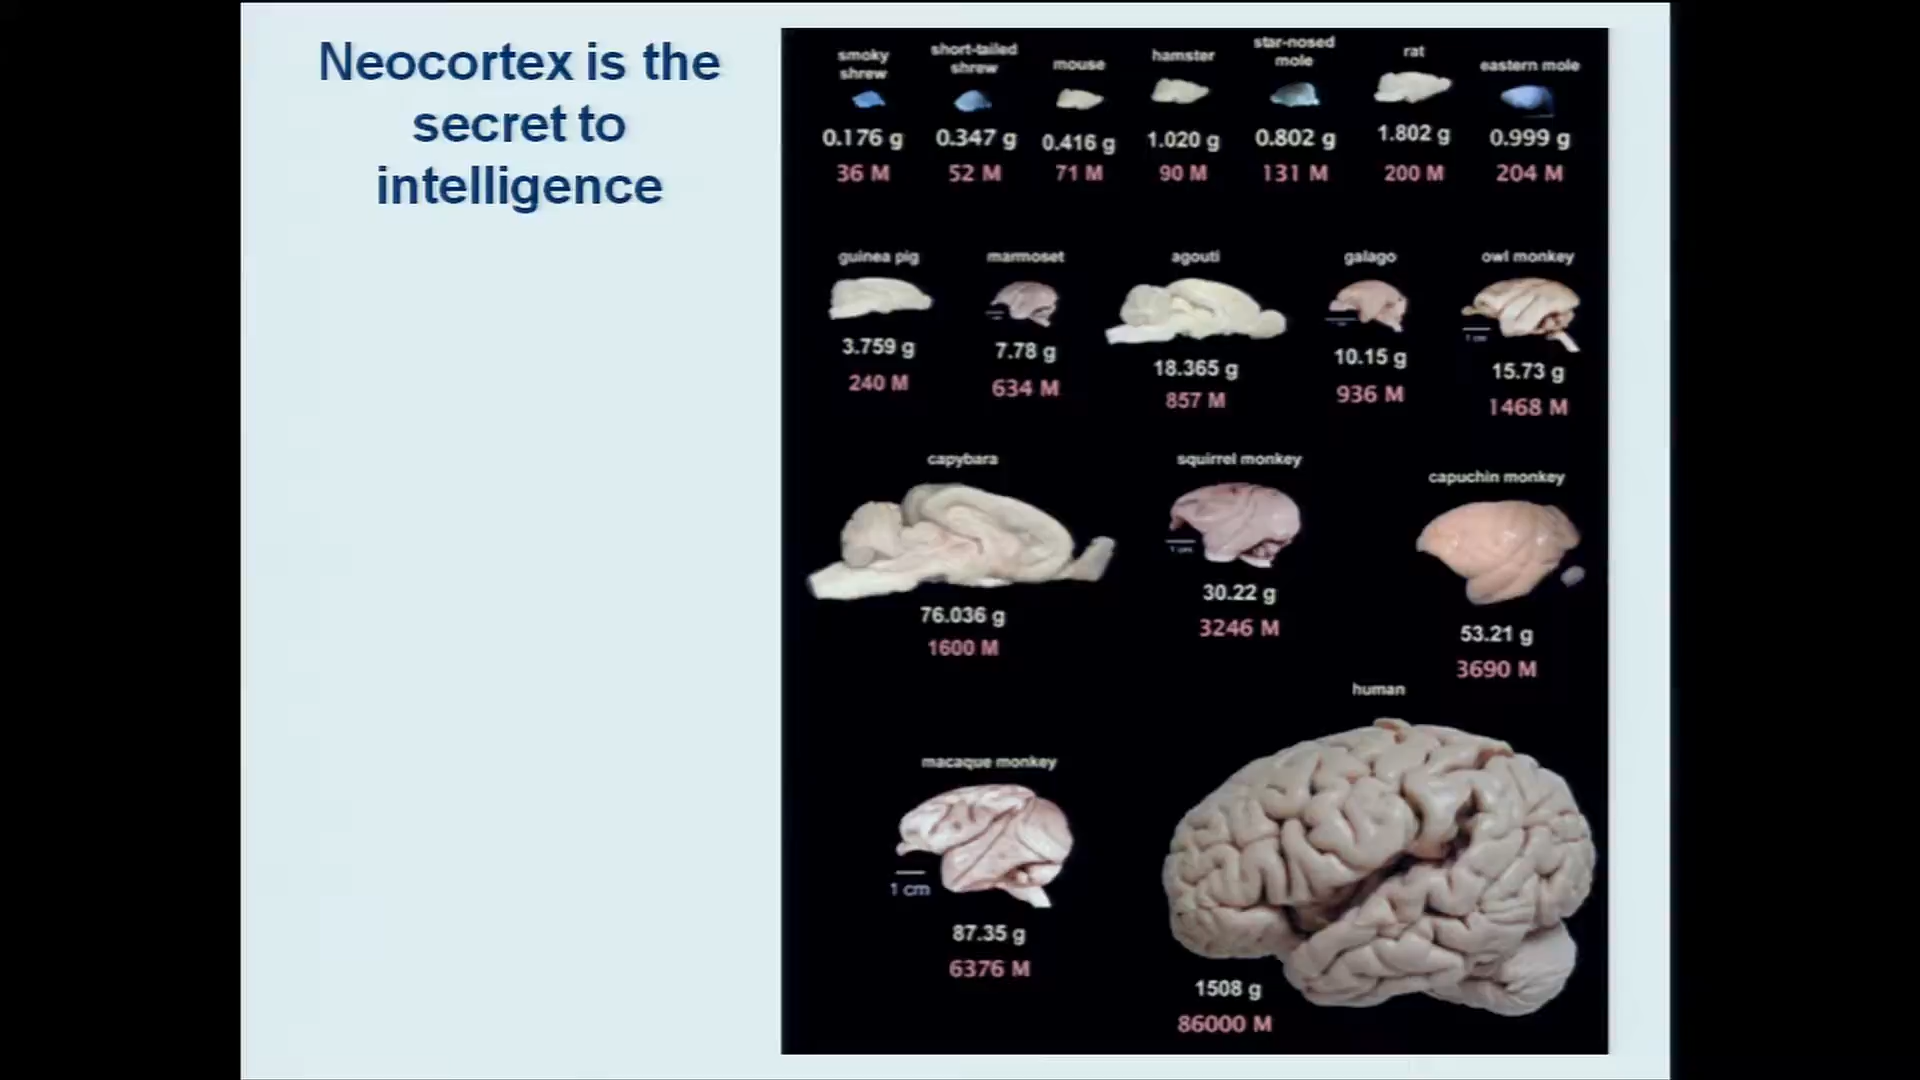 Neocortex is the
secret to
intelligence
smoky
shrew
0.176 g
36 M
short-tailed
shrew
0.347 g
52 M
mouse
0.416 g
71 M
hamster
1.020 g
90 M
star-nosed
mole
0.802 g
131 M
rat
1.802 g
200 M
eastern mole
0.999 g
204 M
guinea pig
3.759 g
240 M
marmoset
7.78 g
634 M
agouti
18.365 g
857 M
galago
10.15 g
936 M
owl monkey
1 cm
15.73 g
1468 M
capybara
76.036 g
1600 M
squirrel monkey
1 cm
30.22 g
3246 M
capuchin monkey
53.21 g
3690 M
macaque monkey
1 cm
87.35 g
6376 M
human
1508 g
86000 M